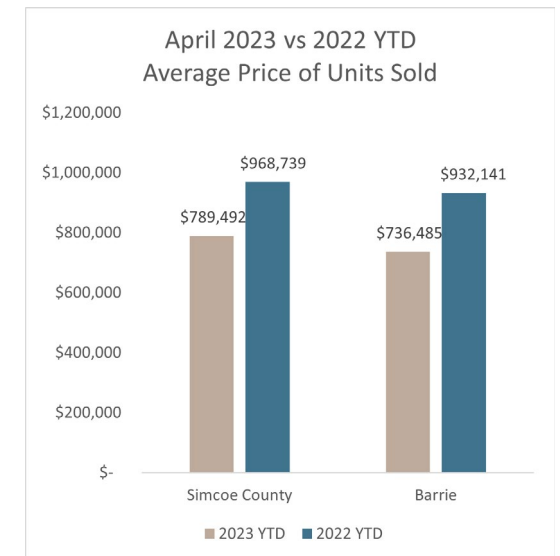 April 2023 vs 2022 YTD
Average Price of Units Sold
$1,200,000
$1,000,000
$800,000
$600,000
$400,000
$200,000
$-
$789,492
$968,739
$736,485
$932,141
Simcoe County
Barrie
2023 YTD
2022 YTD